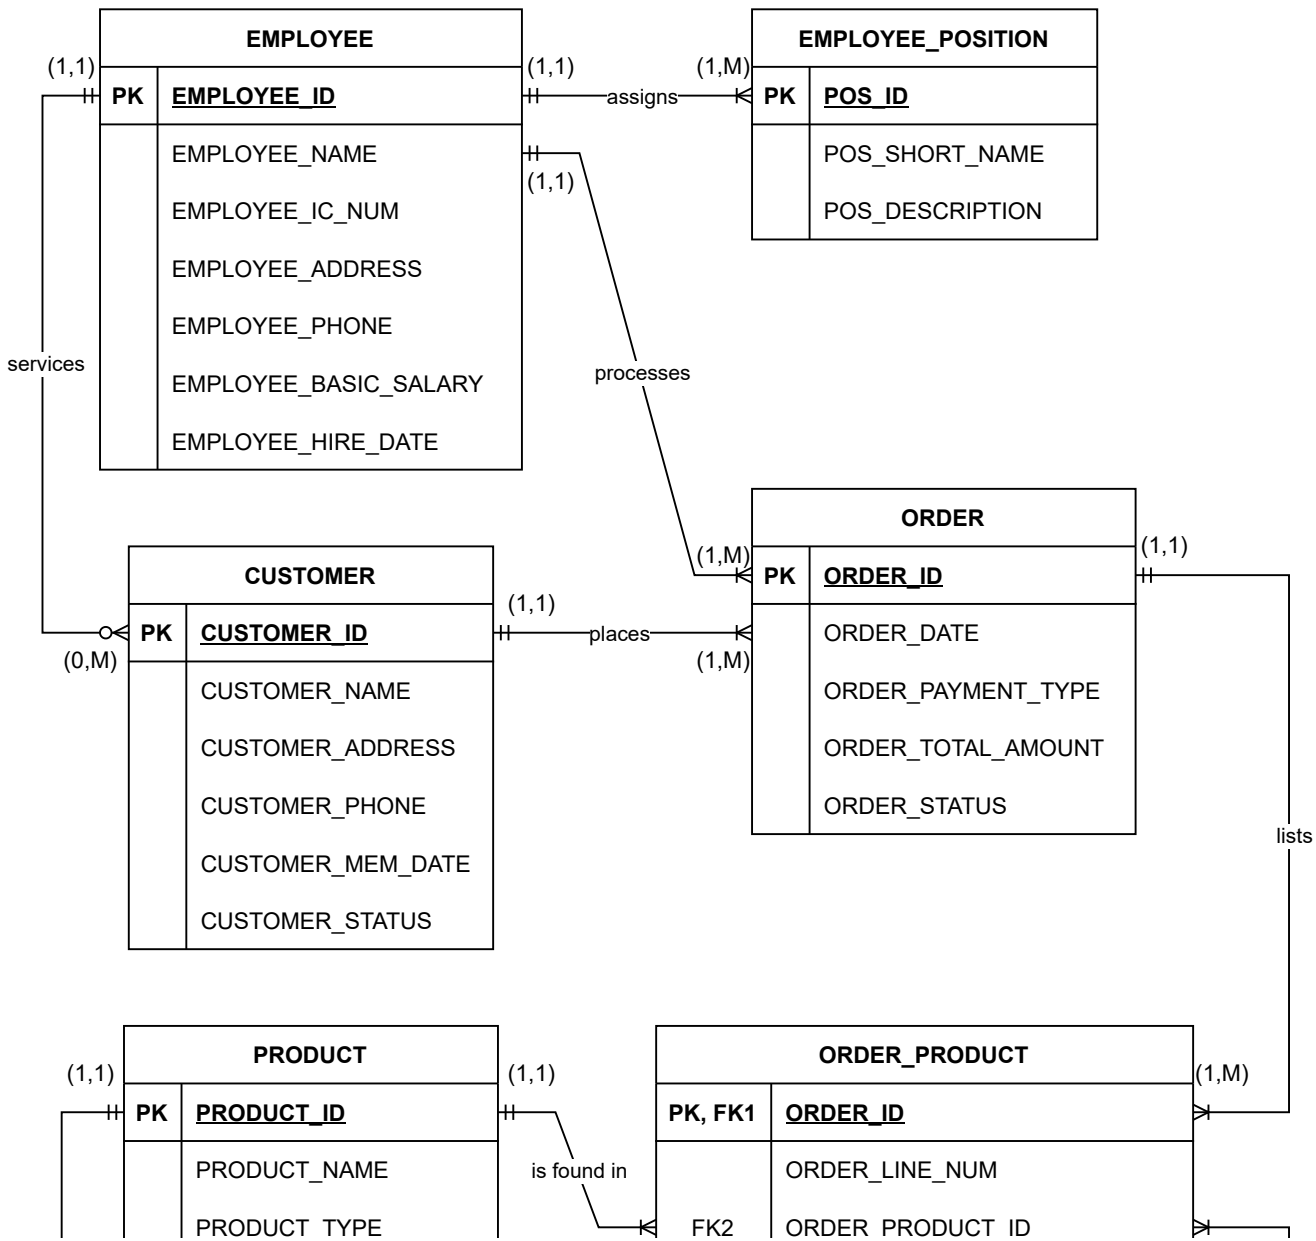 EMPLOYEE
(1,1)
PK EMPLOYEE_ID
EMPLOYEE_NAME
EMPLOYEE_IC_NUM
EMPLOYEE_ADDRESS
EMPLOYEE_PHONE
EMPLOYEE_BASIC_SALARY
EMPLOYEE_HIRE_DATE
(1,1)
assigns
(1,M)
EMPLOYEE_POSITION
PK POS_ID
POS_SHORT_NAME
POS_DESCRIPTION
(1,1)
processes
(1,M)
services
(0,M)
CUSTOMER
PK CUSTOMER_ID
CUSTOMER_NAME
CUSTOMER_ADDRESS
CUSTOMER_PHONE
CUSTOMER_MEM_DATE
CUSTOMER_STATUS
(1,1)
places
(1,M)
ORDER
PK ORDER_ID
ORDER_DATE
ORDER_PAYMENT_TYPE
ORDER_TOTAL_AMOUNT
ORDER_STATUS
(1,1)
lists
(1,M)
PRODUCT
(1,1)
PK PRODUCT_ID
PRODUCT_NAME
PRODUCT_TYPE
(1,1)
is found in
ORDER_PRODUCT
PK, FK1 ORDER_ID
ORDER_LINE_NUM
FK2 ORDER_PRODUCT_ID